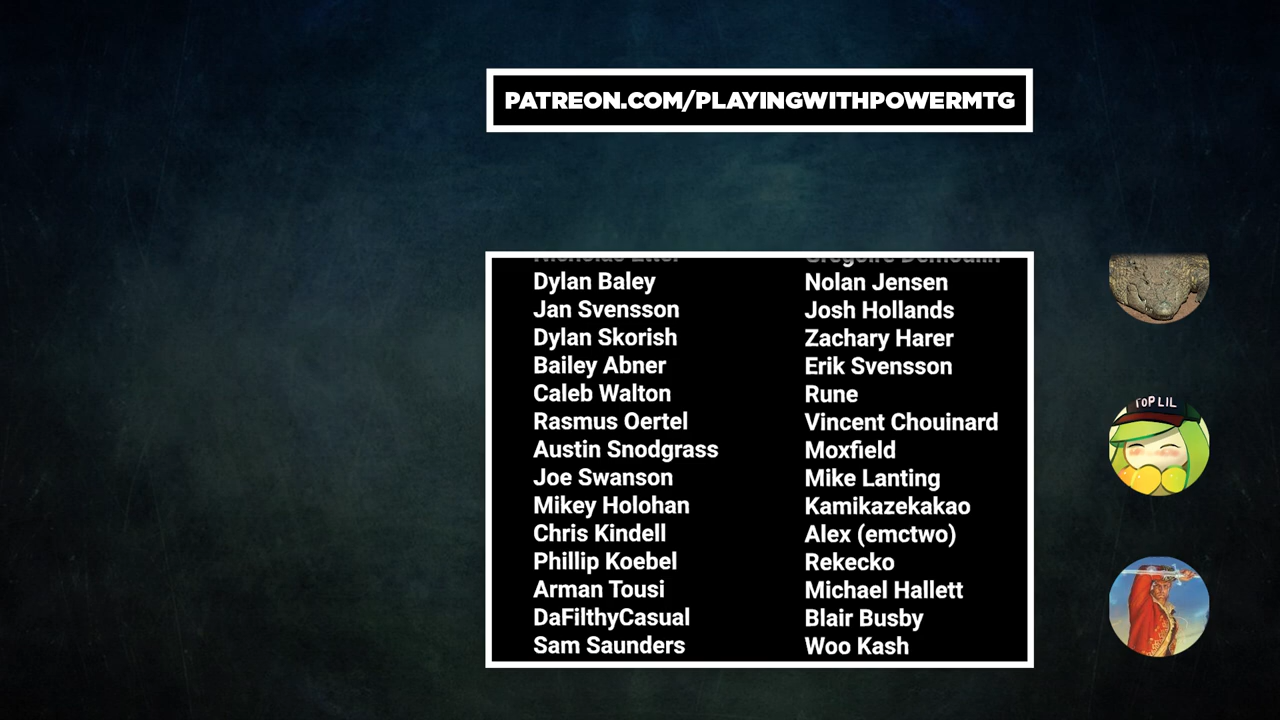 PATREON.COM/PLAYINGWITHPOWERMTG
Dylan Baley
Jan Svensson
Dylan Skorish
Bailey Abner
Caleb Walton
Rasmus Oertel
Austin Snodgrass
Joe Swanson
Mikey Holohan
Chris Kindell
Phillip Koebel
Arman Tousi
DaFilthyCasual
Sam Saunders
Nolan Jensen
Josh Hollands
Zachary Harer
Erik Svensson
Rune
Vincent Chouinard
Moxfield
Mike Lanting
Kamikazekakao
Alex (emctwo)
Rekecko
Michael Hallett
Blair Busby
Woo Kash
TOP LIL